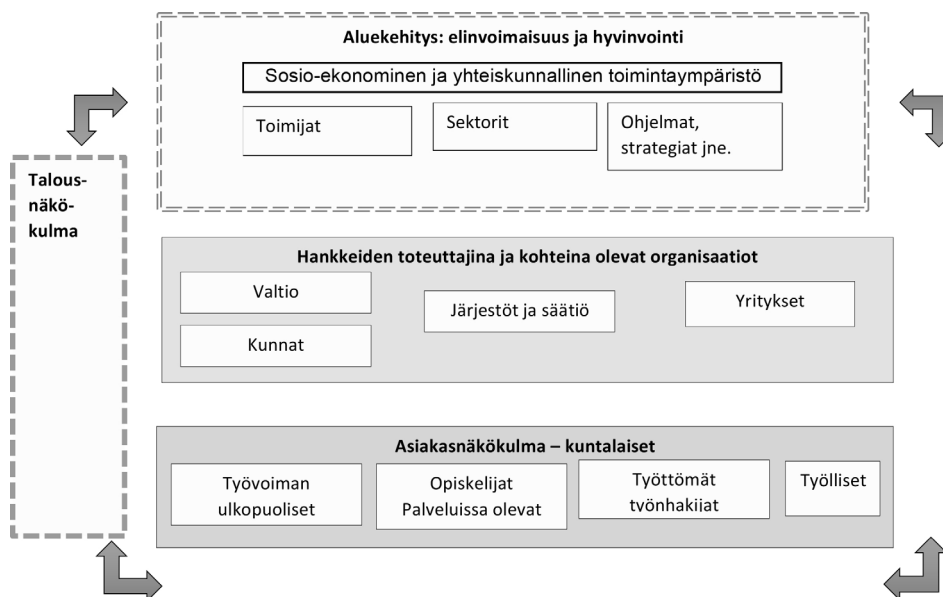 Aluekehitys: elinvoimaisuus ja hyvinvointi
Sosio-ekonominen ja yhteiskunnallinen toimintaympäristö
Toimijat
Sektorit
Ohjelmat,
strategiat jne.
Talous-
näkö-
kulma
Hankkeiden toteuttajina ja kohteina olevat organisaatiot
Valtio
Kunnat
Järjestöt ja säätiö
Yritykset
Asiakasnäkökulma – kuntalaiset
Työvoiman
ulkopuoliset
Opiskelijat
Palveluissa olevat
Työttömät
työnhakijat
Työlliset